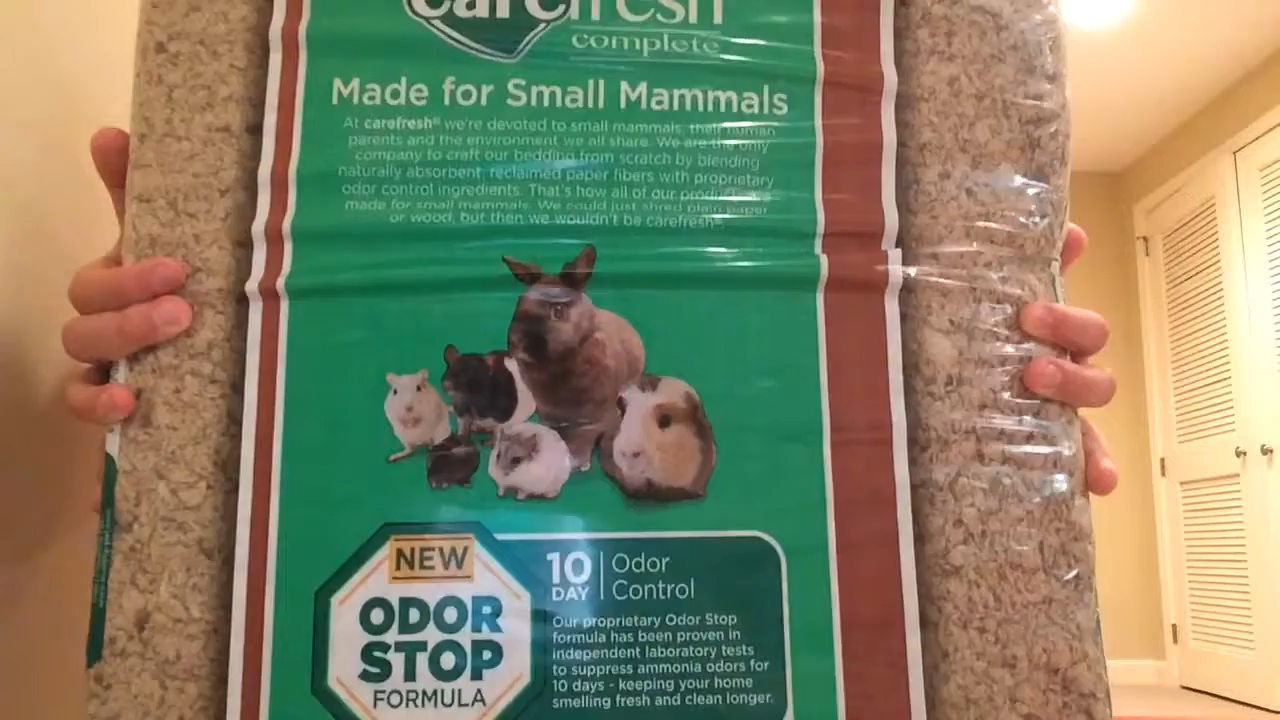 carefresh
complete
Made for Small Mammals
At carefresh® we're devoted to small mammals, their human
parents and the environment we all share. We are the only
company to craft our bedding from scratch by blending
naturally absorbent, reclaimed paper fibers with proprietary
odor control ingredients. That's how all of our products are
made for small mammals. We could just shred plain paper
or wood, but then we wouldn't be carefresh®.
NEW
ODOR
STOP
FORMULA
10
DAY
Odor
Control
Our proprietary Odor Stop
formula has been proven in
independent laboratory tests
to suppress ammonia odors for
10 days - keeping your home
smelling fresh and clean longer.